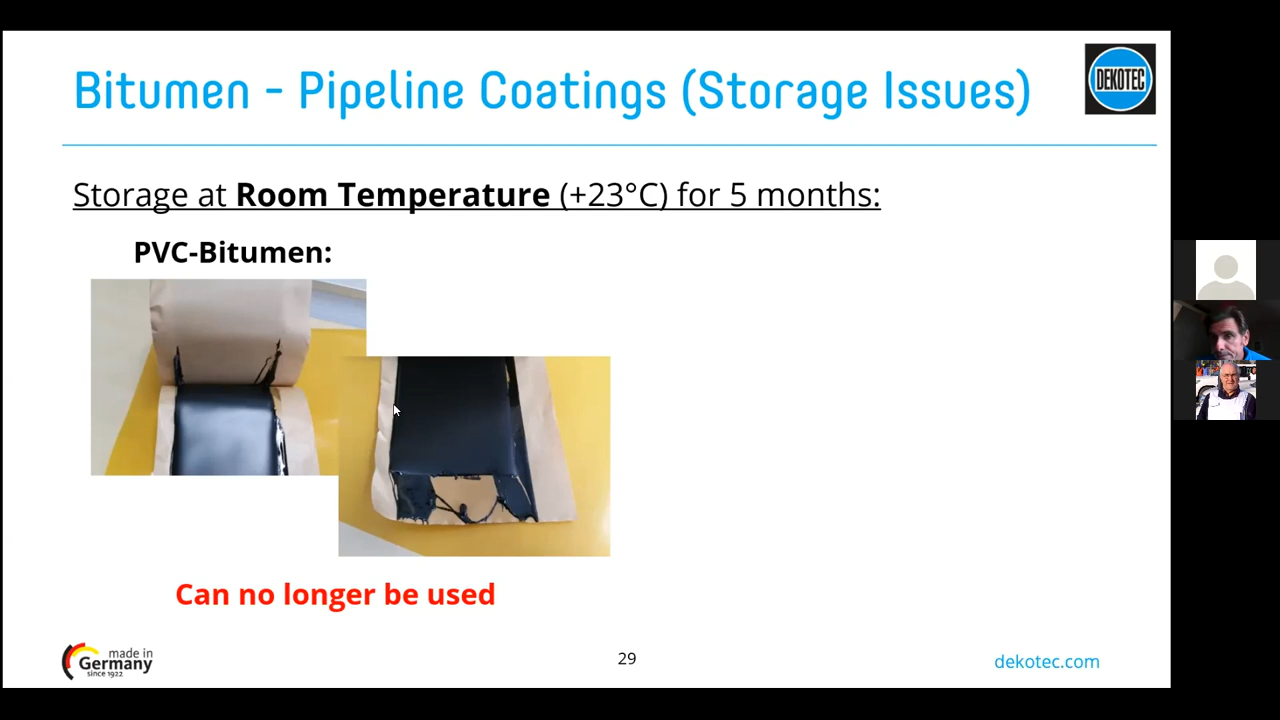 Bitumen - Pipeline Coatings (Storage Issues)
DEKOTEC
Storage at Room Temperature (+23°C) for 5 months:
PVC-Bitumen:
Can no longer be used
made in
Germany
since 1922
29
dekotec.com